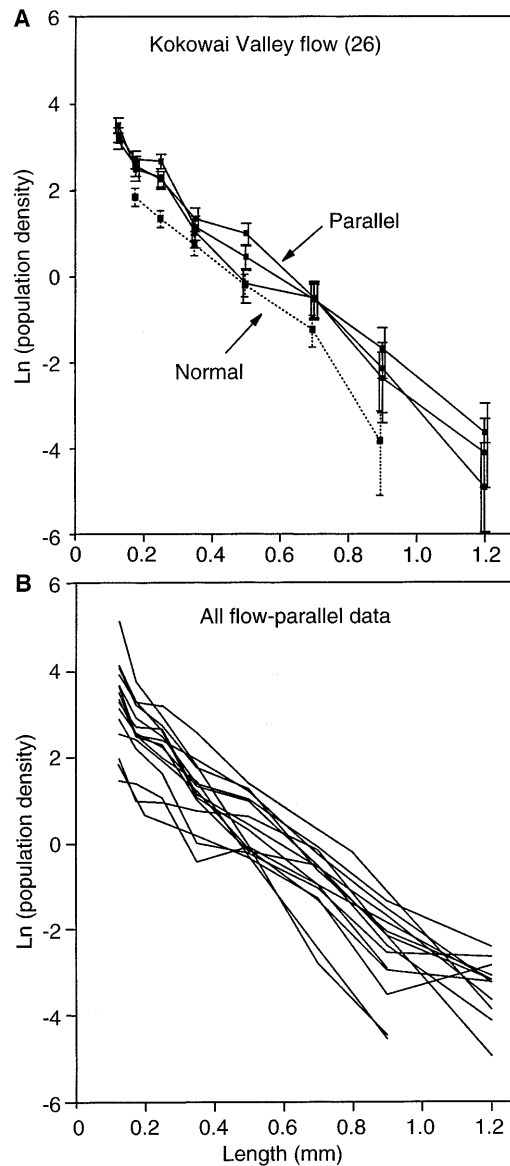 A
Kokowai Valley flow (26)
6
4
2
0
-2
-4
-6
Ln (population density)
Parallel
Normal
0 0.2 0.4 0.6 0.8 1.0 1.2
B
All flow-parallel data
6
4
2
0
-2
-4
-6
Ln (population density)
0 0.2 0.4 0.6 0.8 1.0 1.2
Length (mm)